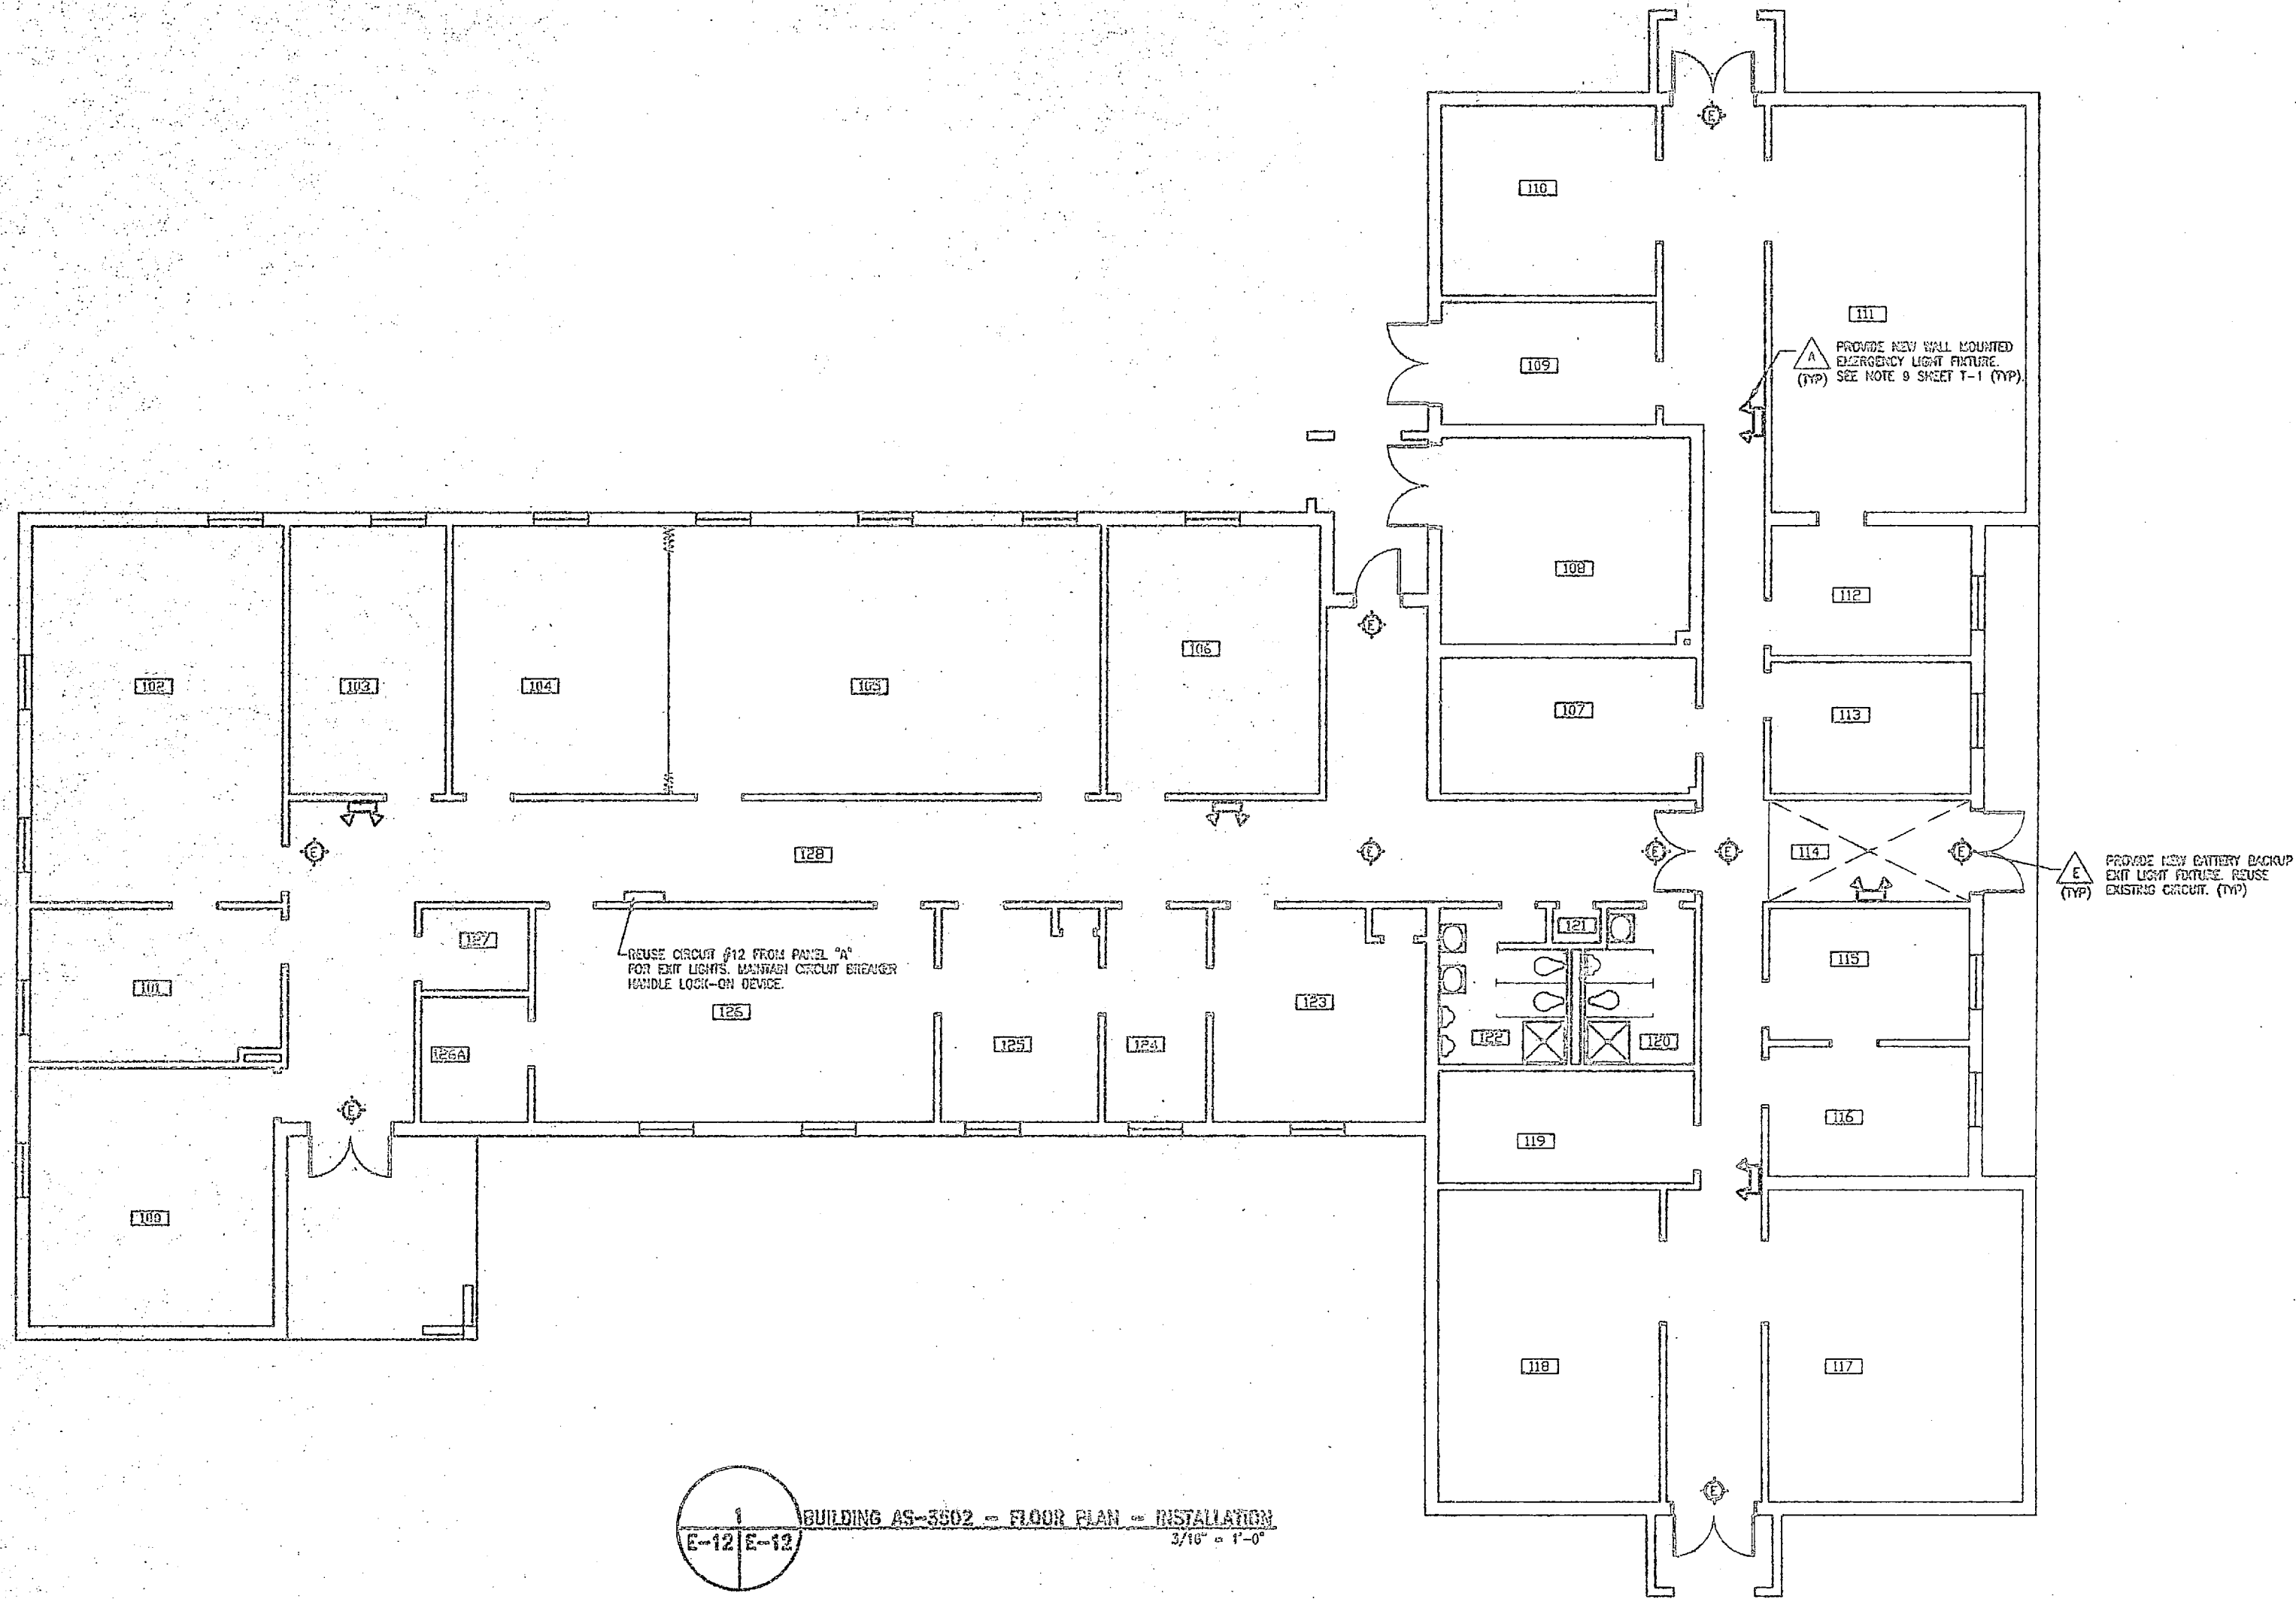 E
110
111
A
(TYP)
PROVIDE NEW WALL MOUNTED
EMERGENCY LIGHT FIXTURE.
SEE NOTE 9 SHEET T-1 (TYP).
109
108
112
E
106
102
103
104
105
107
113
E
128
E
E
E
114
E
E
(TYP)
PROVIDE NEW BATTERY BACKUP
EXIT LIGHT FIXTURE. REUSE
EXISTING CIRCUIT. (TYP)
121
127
REUSE CIRCUIT #12 FROM PANEL "A"
FOR EXIT LIGHTS. MAINTAIN CIRCUIT BREAKER
HANDLE LOCK-ON DEVICE.
115
101
126
123
122
120
126A
125
124
E
116
119
100
118
117
E
1
E-12
E-12
BUILDING AS-3502 - FLOOR PLAN - INSTALLATION
3/16" = 1'-0"